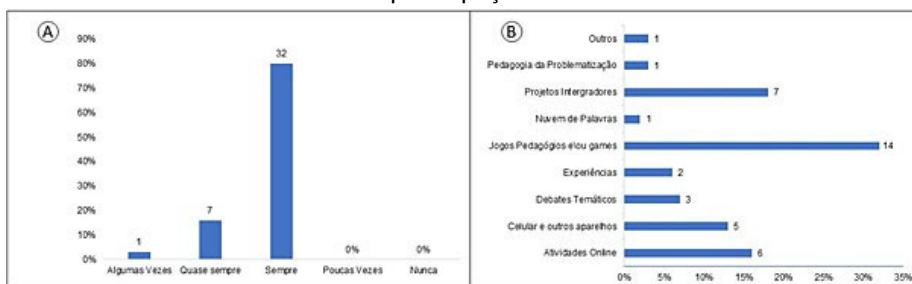 A
90%
80%
70%
60%
50%
40%
30%
20%
10%
0%
1
7
32
0%
0%
Algumas Vezes
Quase sempre
Sempre
Poucas Vezes
Nunca
B
Outros 1
Pedagogia da Problematização 1
Projetos Intergradores 7
Nuvem de Palavras 1
Jogos Pedagógios e/ou games 14
Experiências 2
Debates Temáticos 3
Celular e outros aparelhos 5
Atividades Online 6
0% 5% 10% 15% 20% 25% 30% 35%